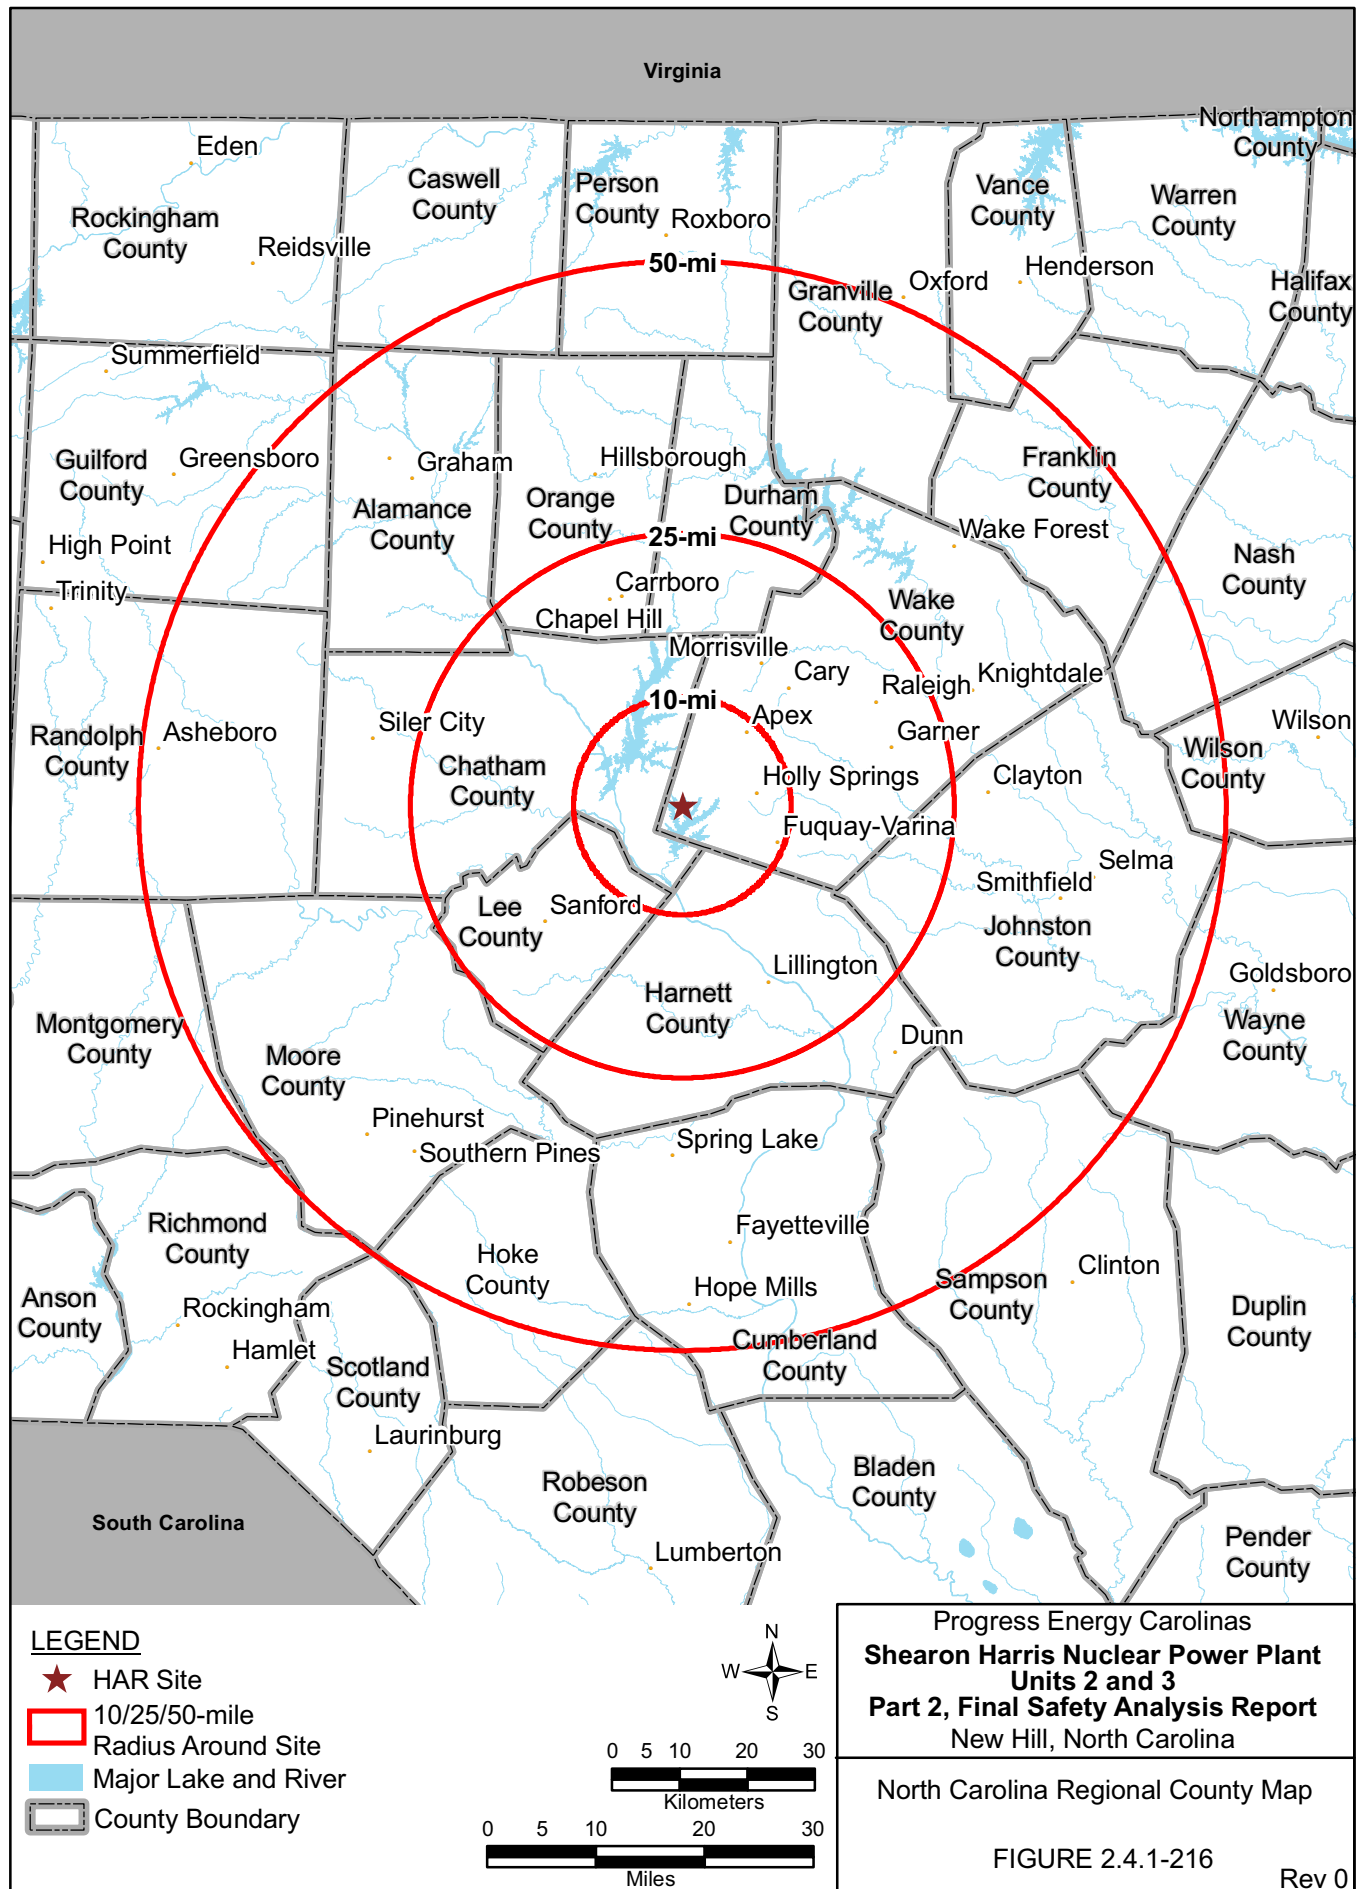 Virginia
Northampton
County
Eden
Caswell
County
Person
County
Roxboro
Vance
County
Warren
County
Rockingham
County
Reidsville
50-mi
Granville
County
Oxford
Henderson
Halifax
County
Summerfield
Guilford
County
Greensboro
Graham
Alamance
County
Hillsborough
Orange
County
Durham
County
Franklin
County
25-mi
Wake Forest
High Point
Trinity
Nash
County
Carrboro
Chapel Hill
Wake
County
Morrisville
Cary
Raleigh
Knightdale
10-mi
Apex
Garner
Siler City
Asheboro
Randolph
County
Chatham
County
Wilson
Wilson
County
Holly Springs
Clayton
Fuquay-Varina
Selma
Smithfield
Sanford
Lee
County
Johnston
County
Lillington
Harnett
County
Goldsboro
Wayne
County
Montgomery
County
Moore
County
Dunn
Pinehurst
Southern Pines
Spring Lake
Richmond
County
Fayetteville
Hoke
County
Hope Mills
Sampson
County
Clinton
Anson
County
Rockingham
Hamlet
Scotland
County
Cumberland
County
Duplin
County
Laurinburg
Robeson
County
Bladen
County
South Carolina
Lumberton
Pender
County
LEGEND
HAR Site
10/25/50-mile
Radius Around Site
Major Lake and River
County Boundary
N
W E
S
0 5 10 20 30
Kilometers
0 5 10 20 30
Miles
Progress Energy Carolinas
Shearon Harris Nuclear Power Plant
Units 2 and 3
Part 2, Final Safety Analysis Report
New Hill, North Carolina
North Carolina Regional County Map
FIGURE 2.4.1-216
Rev 0